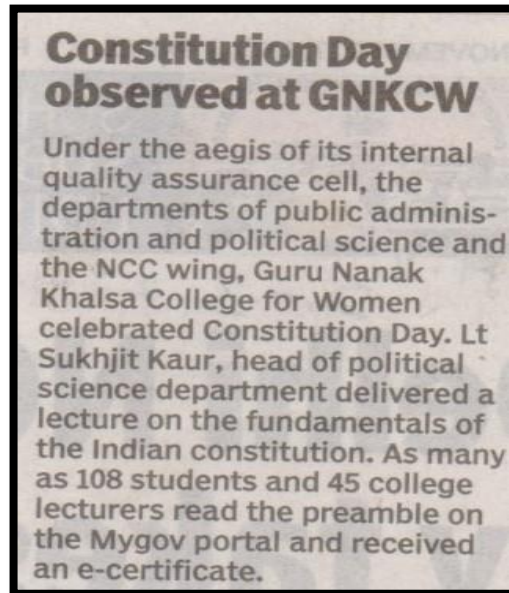 Constitution Day
observed at GNKCW
Under the aegis of its internal
quality assurance cell, the
departments of public adminis-
tration and political science and
the NCC wing, Guru Nanak
Khalsa College for Women
celebrated Constitution Day. Lt
Sukhjit Kaur, head of political
science department delivered a
lecture on the fundamentals of
the Indian constitution. As many
as 108 students and 45 college
lecturers read the preamble on
the Mygov portal and received
an e-certificate.